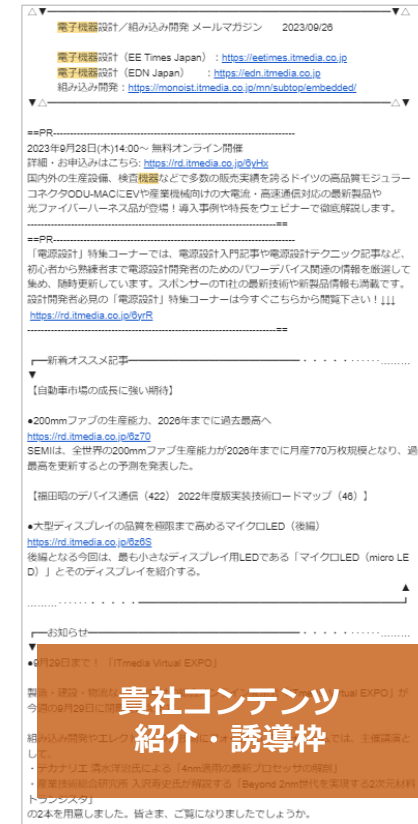 △▼━━━━━━━━━━━━━━━━━━━━━━━━▼△
電子機器設計／組み込み開発 メールマガジン 2023/09/26
電子機器設計（EE Times Japan）：https://eetimes.itmedia.co.jp
電子機器設計（EDN Japan） ：https://edn.itmedia.co.jp
組み込み開発：https://monoist.itmedia.co.jp/mn/subtop/embedded/
▼△━━━━━━━━━━━━━━━━━━━━━━━━△▼
==PR------------------------------------------------------------
2023年9月28日(木)14:00～ 無料オンライン開催
詳細・お申込みはこちら: https://rd.itmedia.co.jp/6yHx
国内外の生産設備、検査機器などで多数の販売実績を誇るドイツの高品質モジュラー
コネクタODU-MACにEVや産業機械向けの大電流・高速通信対応の最新製品や
光ファイバーハーネス品が登場！導入事例や特長をウェビナーで徹底解説します。
--------------------------------------------------------------==
==PR------------------------------------------------------------
「電源設計」特集コーナーでは、電源設計入門記事や電源設計テクニック記事など、
初心者から熟練者まで電源設計開発者のためのパワーデバイス関連の情報を厳選して
集め、随時更新しています。スポンサーのTI社の最新技術や新製品情報も満載です。
設計開発者必見の「電源設計」特集コーナーは今すぐこちらから閲覧下さい！↓↓↓
https://rd.itmedia.co.jp/6yrR
--------------------------------------------------------------==
┏━新着オススメ記事━━━━━━━━━━━━━━━━・・・・・‥‥‥………
▼
【自動車市場の成長に強い期待】
●200mmファブの生産能力、2026年までに過去最高へ
https://rd.itmedia.co.jp/6z70
SEMIは、全世界の200mmファブ生産能力が2026年までに月産770万枚規模となり、過
最高を更新するとの予測を発表した。
【福田昭のデバイス通信（422） 2022年度版実装技術ロードマップ（46）】
●大型ディスプレイの品質を極限まで高めるマイクロLED（後編）
https://rd.itmedia.co.jp/6z6S
後編となる今回は、最も小さなディスプレイ用LEDである「マイクロLED（micro LE
D）」とそのディスプレイを紹介する。
▲
………‥‥‥・・・・・━━━━━━━━━━━━━━━━━━━━━━┛
┏━お知らせ━━━━━━━━━━━━━━━━━━━・・・・・‥‥‥………
▼
●9月29日まで！ 「ITmedia Virtual EXPO」
製造・建設・物流な
tual EXPO」が
今週の9月29日に開
貴社コンテンツ
紹介・誘導枠
組み込み開発やエレク
では、主催講演と
して、
・テカナリエ 清水洋治氏による「4nm適用の最新プロセッサの解剖」
・産業技術総合研究所 入沢寿史氏が解説する「Beyond 2nm世代を実現する2次元材料
トランジスタ」
の2本を用意しました。皆さま、ご覧になりましたでしょうか。